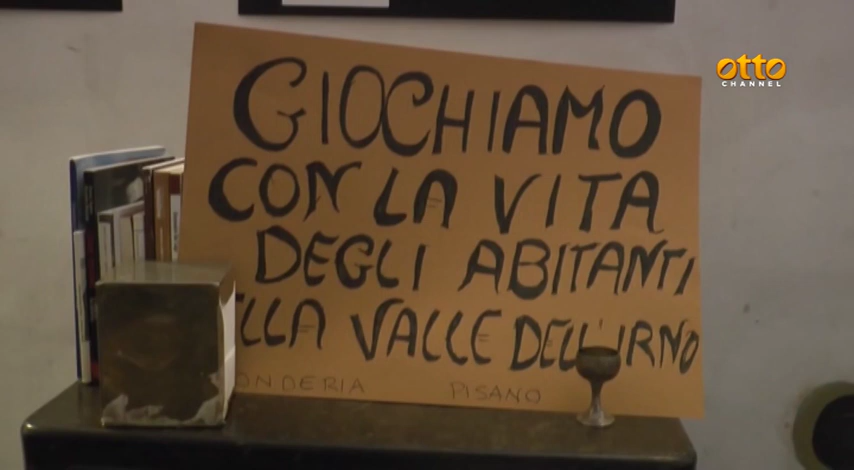 GIOCHIAMO
CON LA VITA
DEGLI ABITANTI
LLA VALLE DELL'IRNO
ONDERIA PISANO
otto
CHANNEL